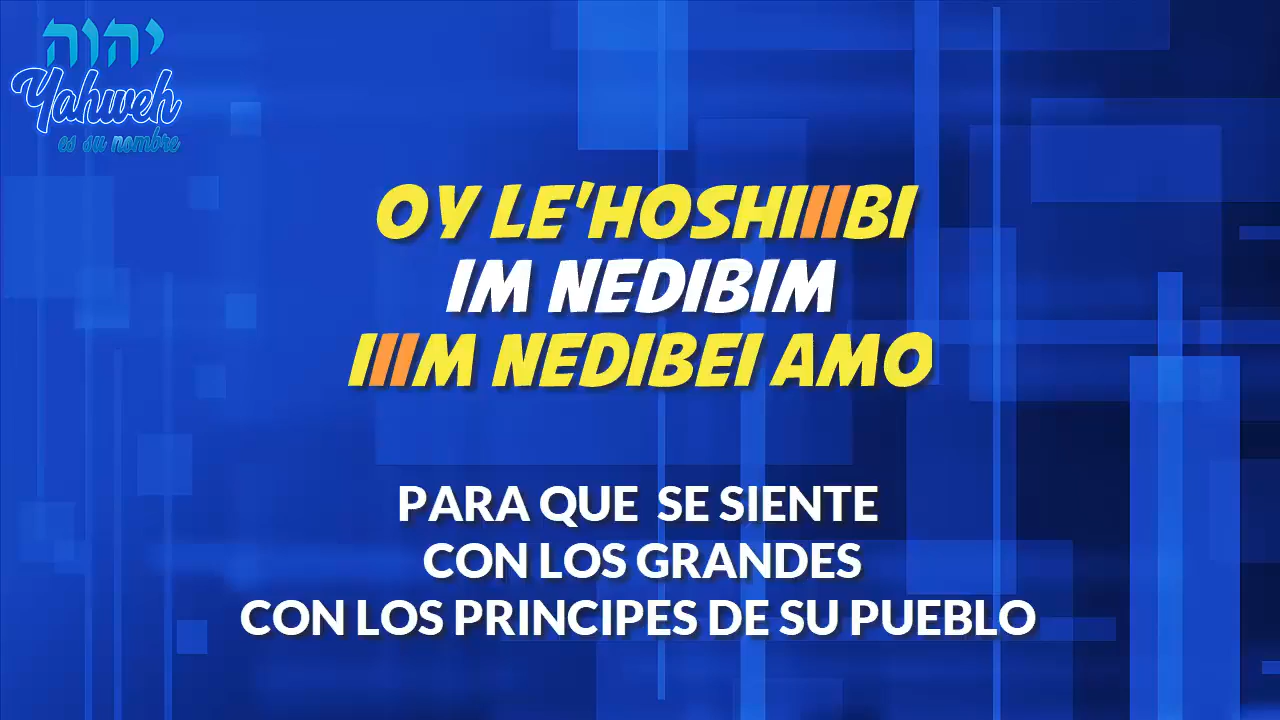 יהוה
Yahweh
es su nombre
OY LE'HOSHIIIBI
IM NEDIBIM
IIIM NEDIBEI AMO
PARA QUE SE SIENTE
CON LOS GRANDES
CON LOS PRINCIPES DE SU PUEBLO